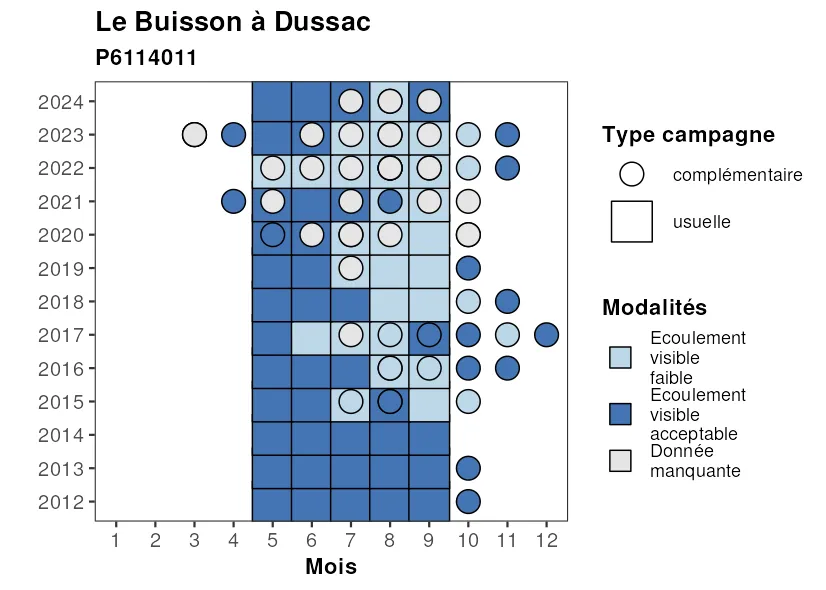 Le Buisson à Dussac
P6114011
2024
2023
2022
2021
2020
2019
2018
2017
2016
2015
2014
2013
2012
1 2 3 4 5 6 7 8 9 10 11 12
Mois
Type campagne
complémentaire
usuelle
Modalités
Ecoulement
visible
faible
Ecoulement
visible
acceptable
Donnée
manquante